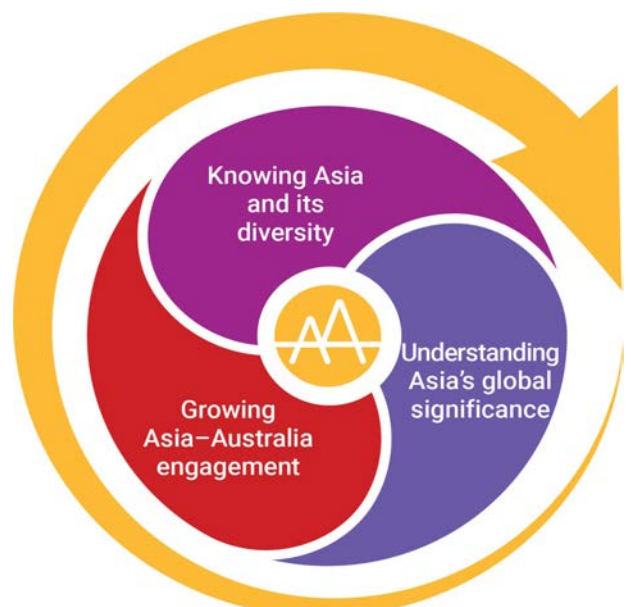 Knowing Asia
and its
diversity
Understanding
Asia's global
significance
Growing
Asia–Australia
engagement